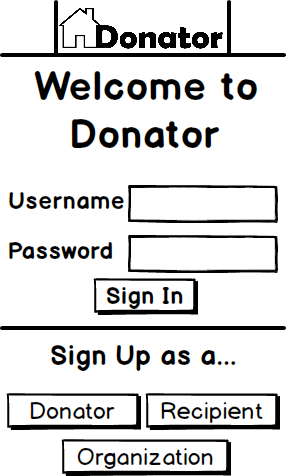 Donator
Welcome to
Donator
Username
Password
Sign In
Sign Up as a...
Donator Recipient
Organization